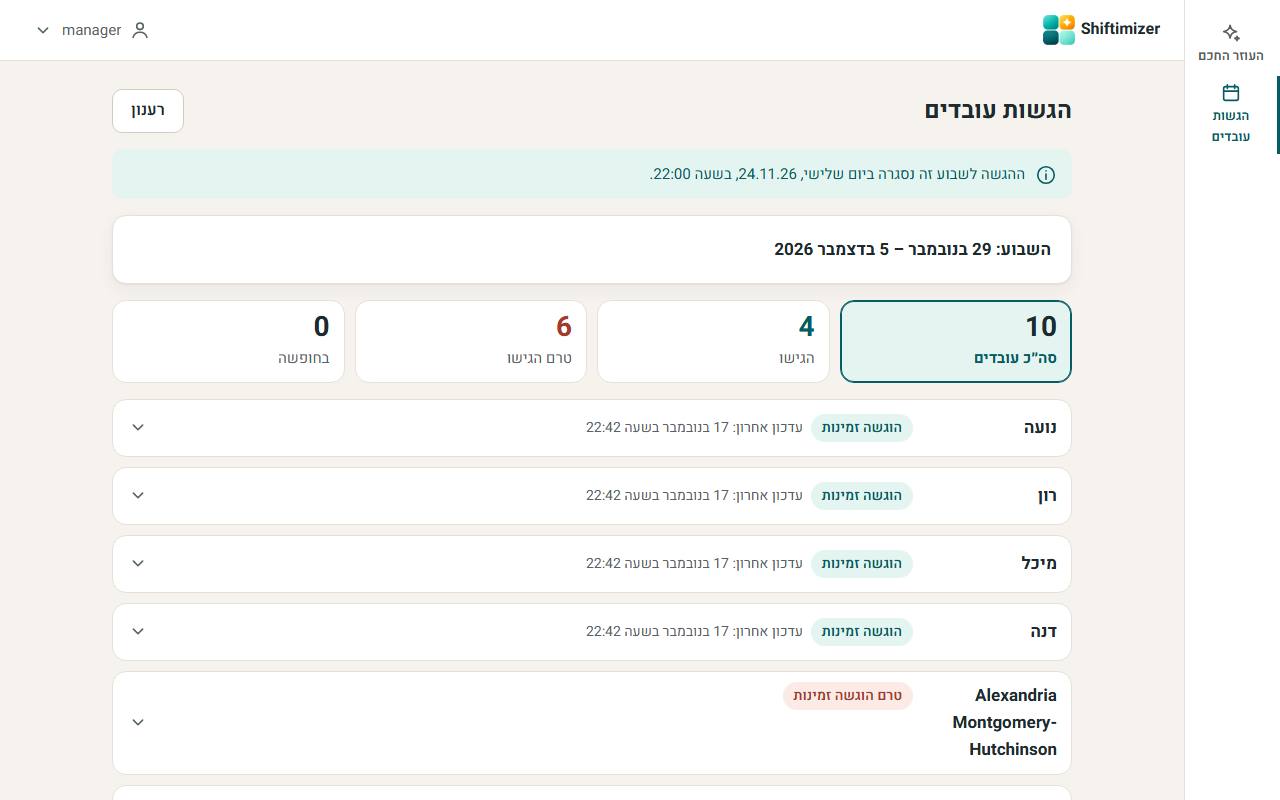 Shiftimizer
manager
העוזר החכם
הגשות
עובדים
הגשות עובדים
רענון
ההגשה לשבוע זה נסגרה ביום שלישי, 24.11.26, בשעה 22:00.
השבוע: 29 בנובמבר – 5 בדצמבר 2026
10
סה״כ עובדים
4
הגישו
6
טרם הגישו
0
בחופשה
נועה הוגשה זמינות עדכון אחרון: 17 בנובמבר בשעה 22:42
רון הוגשה זמינות עדכון אחרון: 17 בנובמבר בשעה 22:42
מיכל הוגשה זמינות עדכון אחרון: 17 בנובמבר בשעה 22:42
דנה הוגשה זמינות עדכון אחרון: 17 בנובמבר בשעה 22:42
Alexandria טרם הוגשה זמינות
Montgomery-
Hutchinson